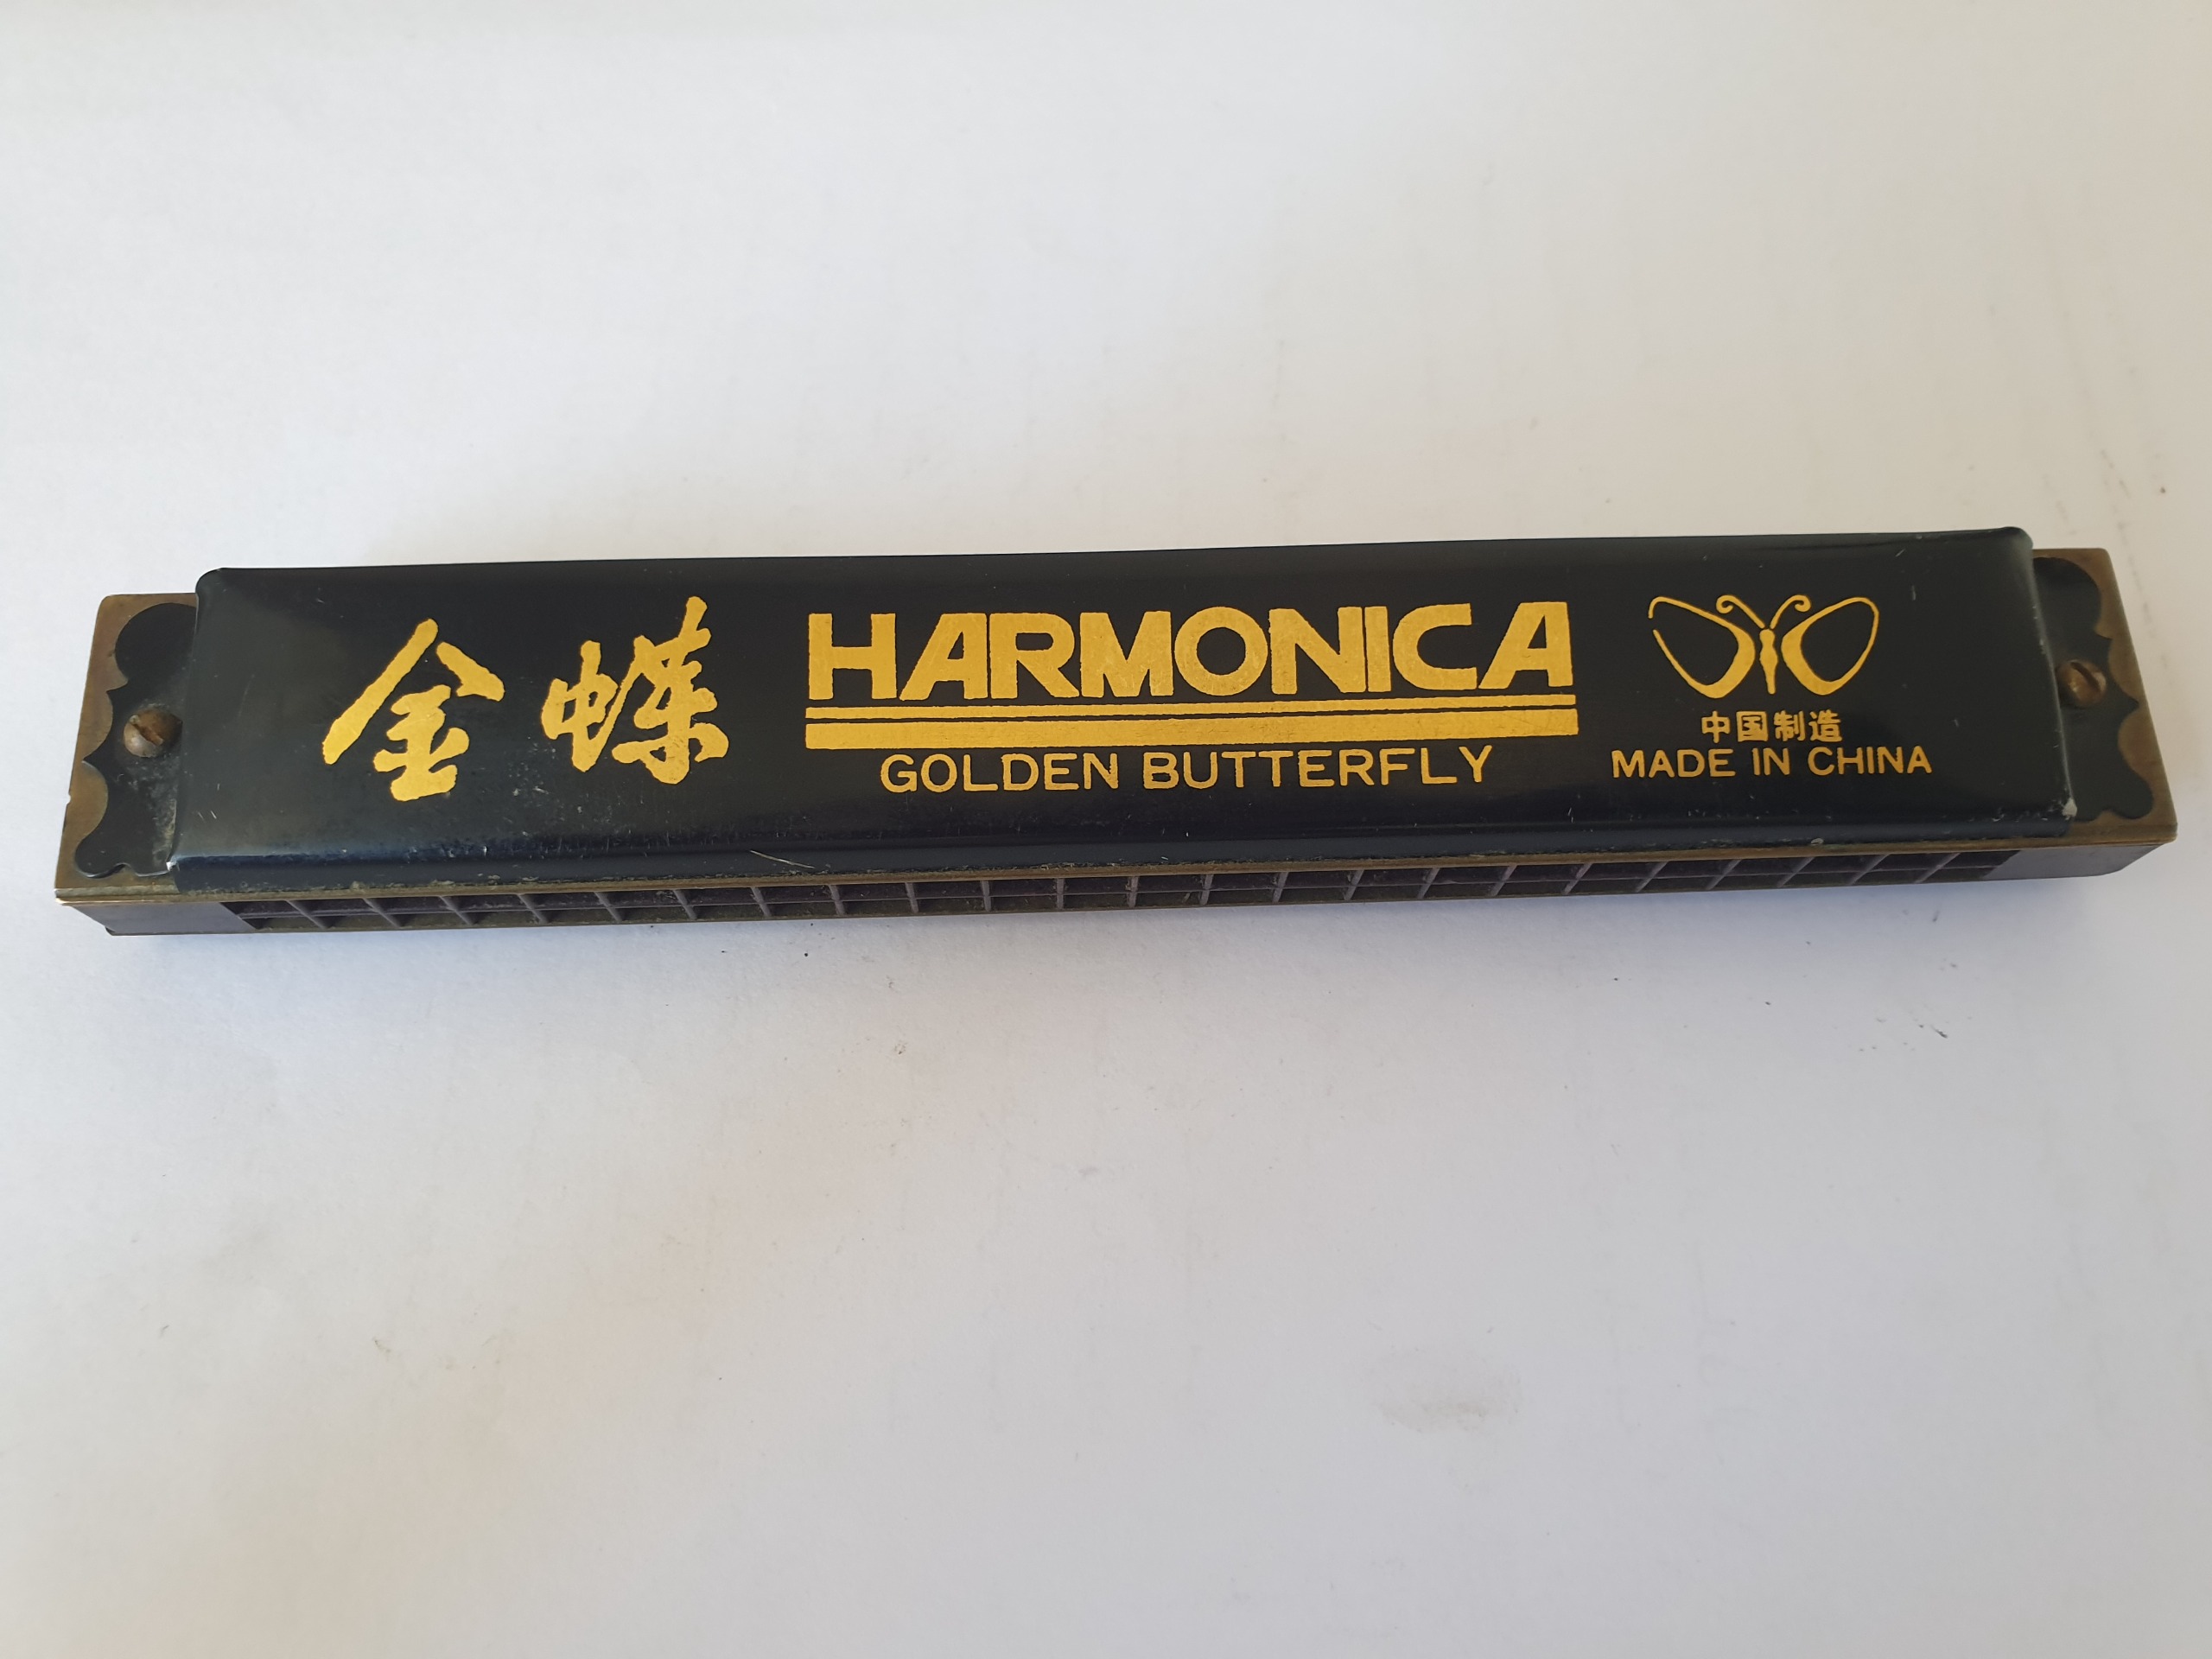 金蝶
HARMONICA
GOLDEN BUTTERFLY
中国制造
MADE IN CHINA